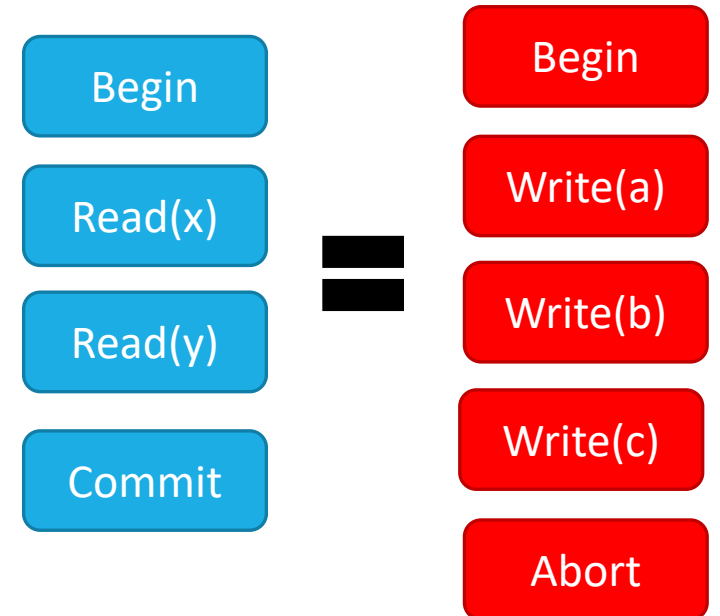 Begin
Read(x)
Read(y)
Commit
=
Begin
Write(a)
Write(b)
Write(c)
Abort